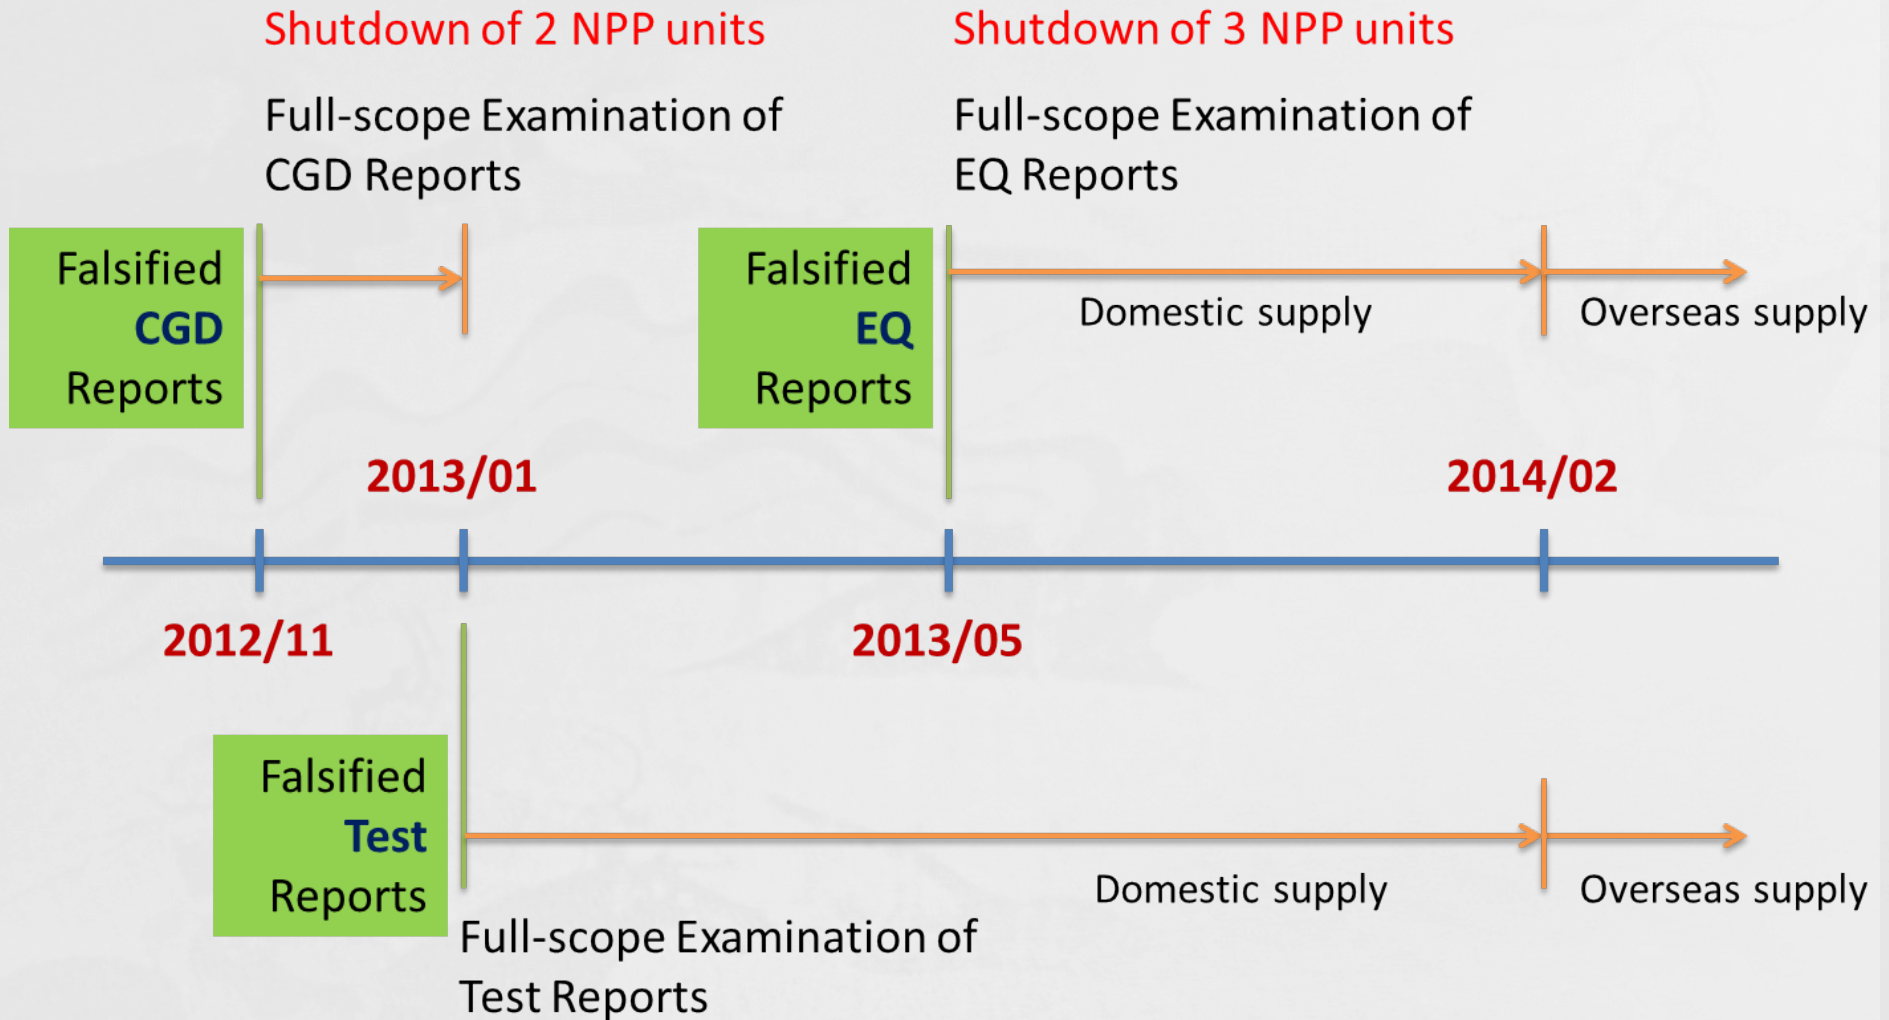 Shutdown of 2 NPP units
Full-scope Examination of
CGD Reports
Shutdown of 3 NPP units
Full-scope Examination of
EQ Reports
Falsified
CGD
Reports
Falsified
EQ
Reports
Domestic supply
Overseas supply
2013/01
2014/02
2012/11
2013/05
Falsified
Test
Reports
Domestic supply
Overseas supply
Full-scope Examination of
Test Reports